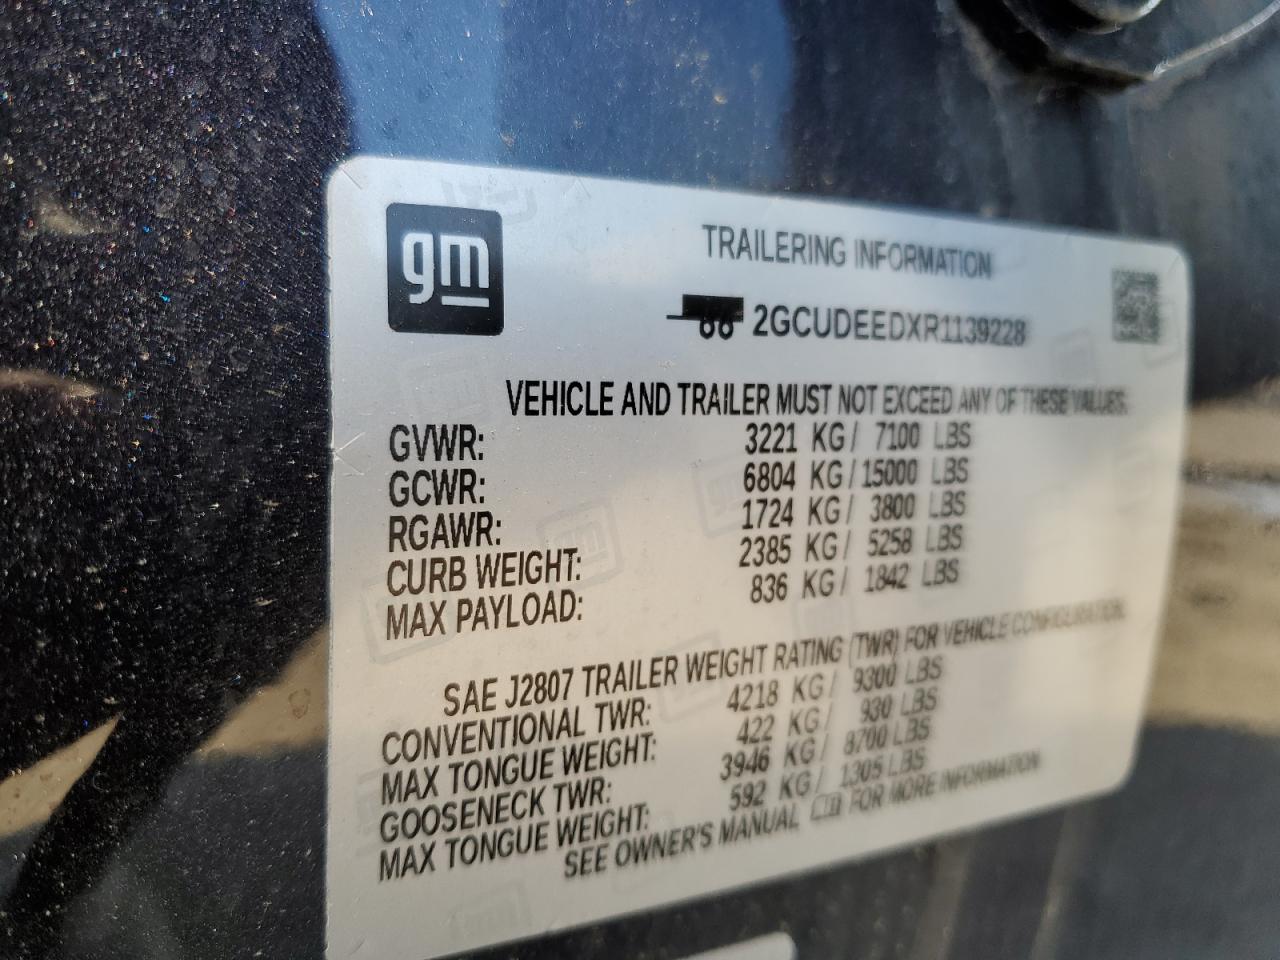 gm
TRAILERING INFORMATION
2GCUDEEDXR1139228
VEHICLE AND TRAILER MUST NOT EXCEED ANY OF THESE VALUES.
GVWR: 3221 KG/ 7100 LBS
GCWR: 6804 KG/15000 LBS
RGAWR: 1724 KG/ 3800 LBS
CURB WEIGHT: 2385 KG/ 5258 LBS
MAX PAYLOAD: 836 KG/ 1842 LBS
SAE J2807 TRAILER WEIGHT RATING (TWR) FOR VEHICLE CONFIGURATION.
CONVENTIONAL TWR: 4218 KG/ 9300 LBS
MAX TONGUE WEIGHT: 422 KG/ 930 LBS
GOOSENECK TWR: 3946 KG/ 8700 LBS
MAX TONGUE WEIGHT: 592 KG/ 1305 LBS
SEE OWNER'S MANUAL FOR MORE INFORMATION